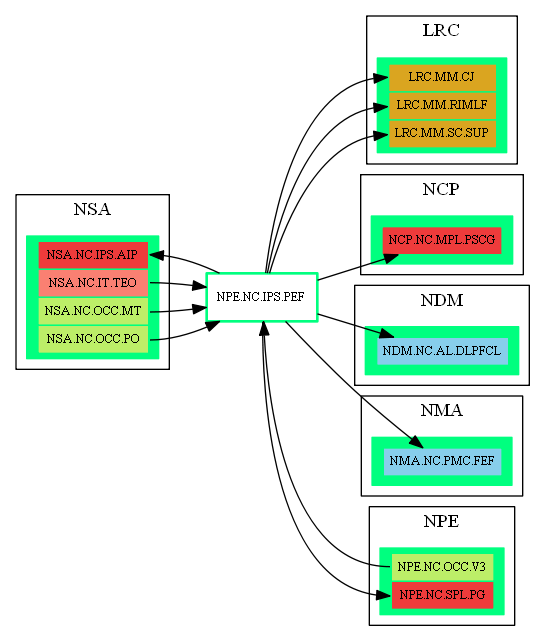 LRC
LRC.MM.CJ
LRC.MM.RIMLF
LRC.MM.SC.SUP
NCP
NCP.NC.MPL.PSCG
NSA
NSA.NC.IPS.AIP
NSA.NC.IT.TEO
NSA.NC.OCC.MT
NSA.NC.OCC.PO
NPE.NC.IPS.PEF
NDM
NDM.NC.AL.DLPFCL
NMA
NMA.NC.PMC.FEF
NPE
NPE.NC.OCC.V3
NPE.NC.SPL.PG